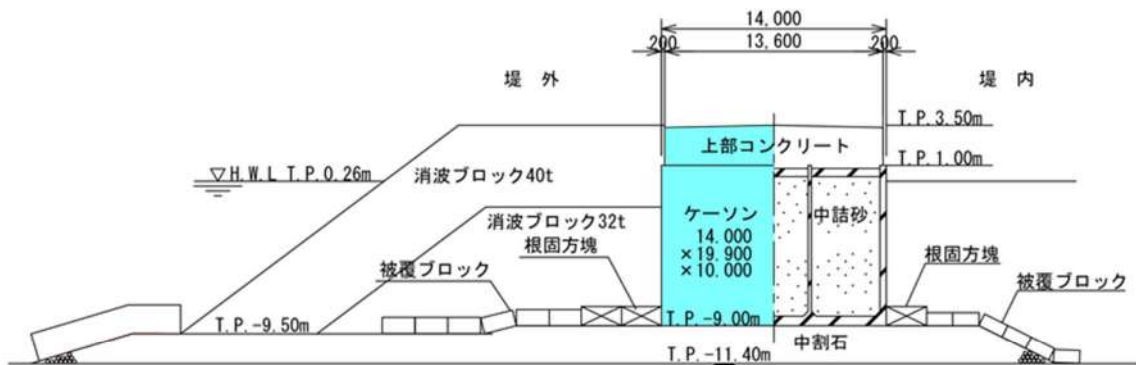 14,000
200 13,600 200
堤 外
堤 内
T.P.3.50m
上部コンクリート
T.P.1.00m
▽H.W.L T.P.0.26m
消波ブロック40t
消波ブロック32t
ケーソン
14.000
×19.900
×10.000
中詰砂
根固方塊
根固方塊
被覆ブロック
被覆ブロック
T.P.-9.50m
T.P.-9.00m
中割石
T.P.-11.40m